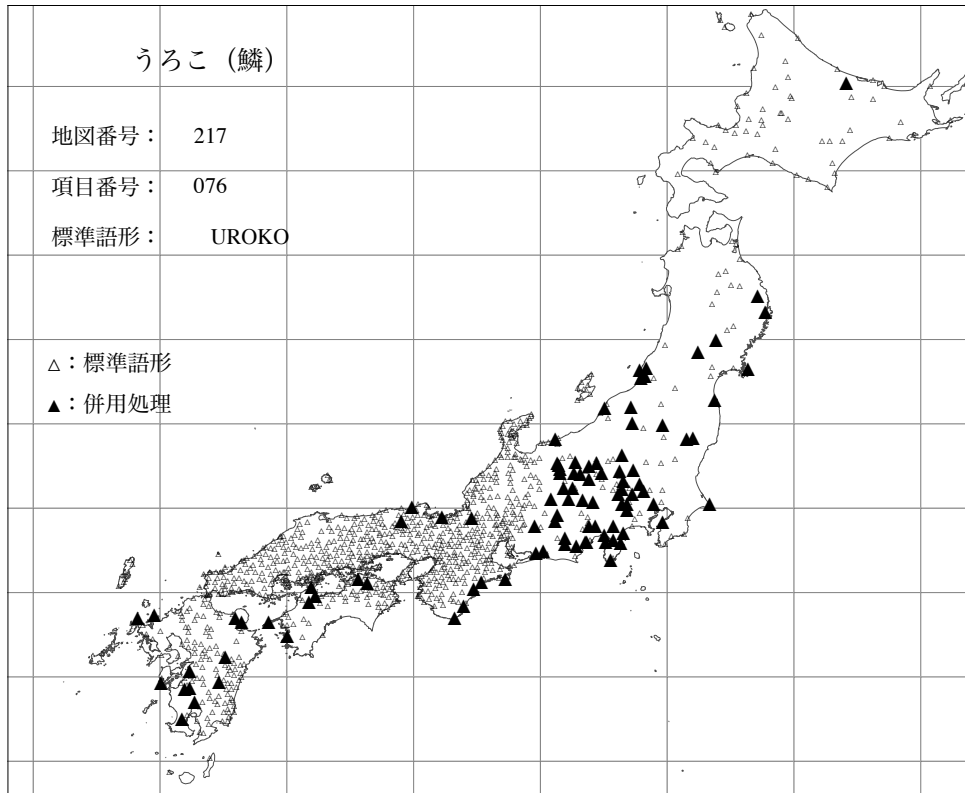 うろこ（鱗）
地図番号： 217
項目番号： 076
標準語形： UROKO
△：標準語形
▲：併用処理